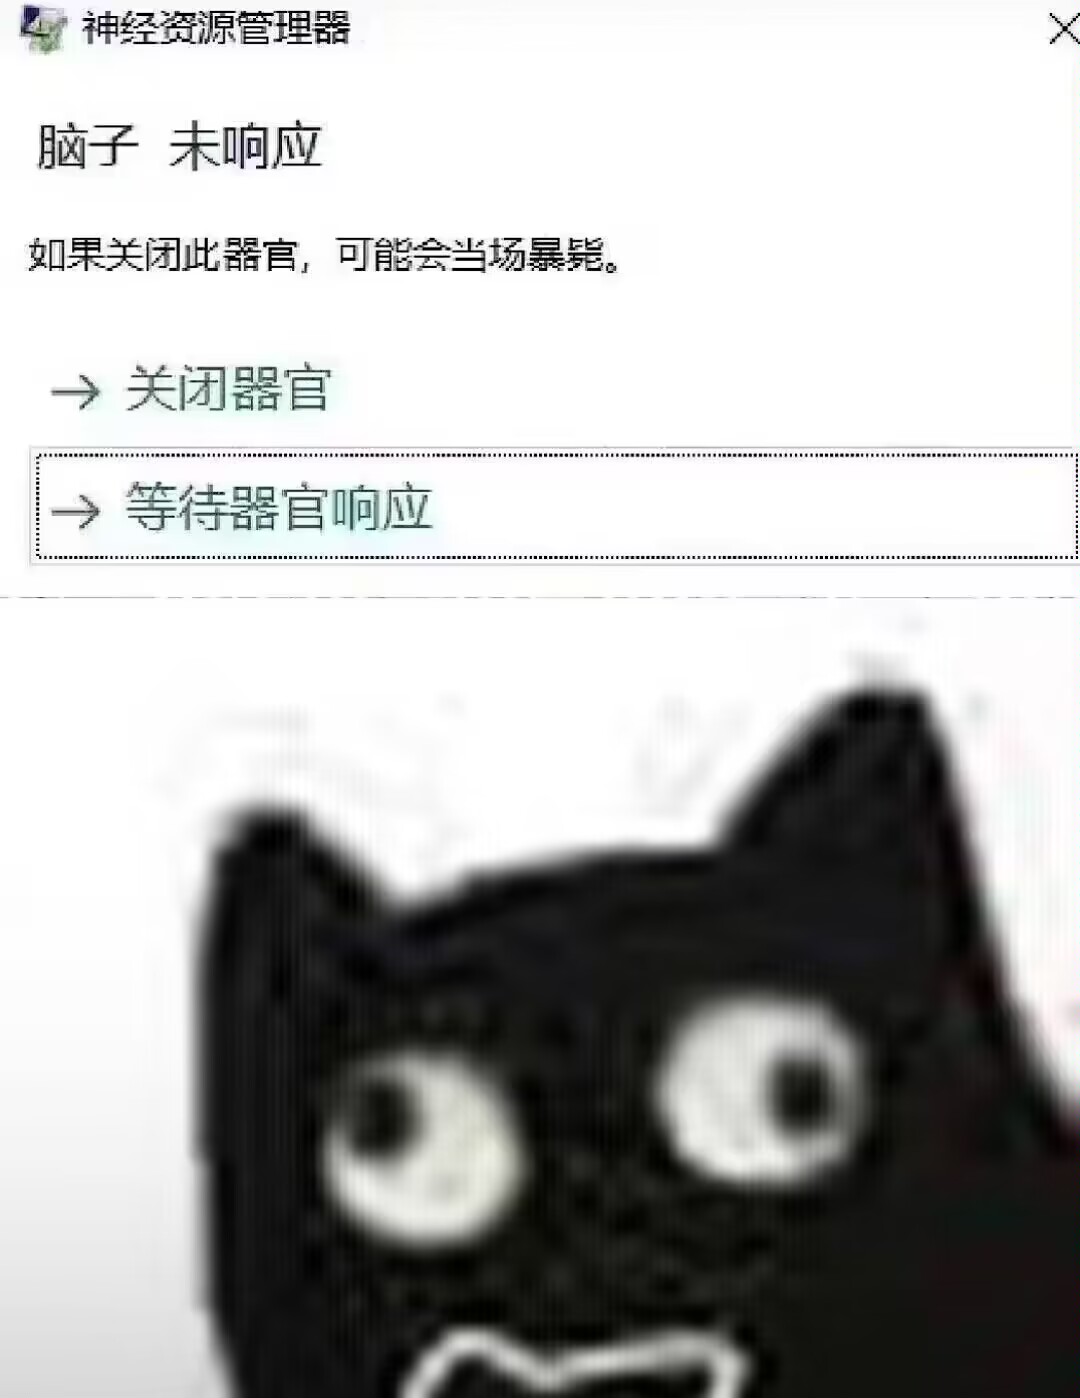 神经资源管理器
脑子 未响应
如果关闭此器官，可能会当场暴毙。
→ 关闭器官
→ 等待器官响应